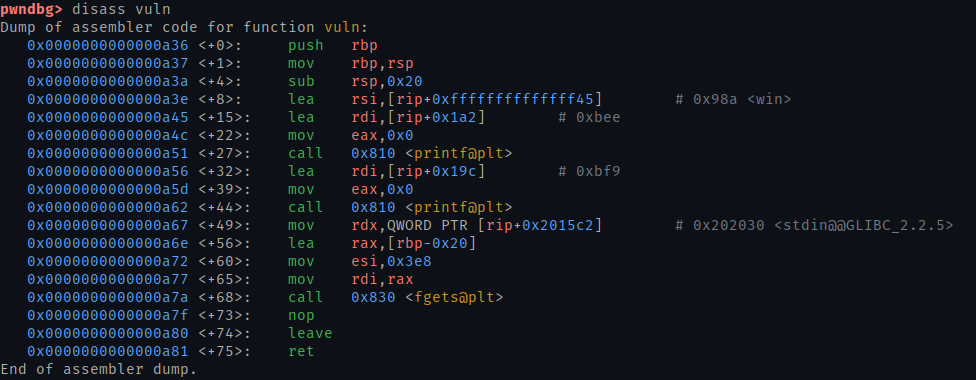 pwndbg> disass vuln
Dump of assembler code for function vuln:
   0x0000000000000a36 <+0>:     push   rbp
   0x0000000000000a37 <+1>:     mov    rbp,rsp
   0x0000000000000a3a <+4>:     sub    rsp,0x20
   0x0000000000000a3e <+8>:     lea    rsi,[rip+0xffffffffffffff45]        # 0x98a <win>
   0x0000000000000a45 <+15>:    lea    rdi,[rip+0x1a2]        # 0xbee
   0x0000000000000a4c <+22>:    mov    eax,0x0
   0x0000000000000a51 <+27>:    call   0x810 <printf@plt>
   0x0000000000000a56 <+32>:    lea    rdi,[rip+0x19c]        # 0xbf9
   0x0000000000000a5d <+39>:    mov    eax,0x0
   0x0000000000000a62 <+44>:    call   0x810 <printf@plt>
   0x0000000000000a67 <+49>:    mov    rdx,QWORD PTR [rip+0x2015c2]        # 0x202030 <stdin@@GLIBC_2.2.5>
   0x0000000000000a6e <+56>:    lea    rax,[rbp-0x20]
   0x0000000000000a72 <+60>:    mov    esi,0x3e8
   0x0000000000000a77 <+65>:    mov    rdi,rax
   0x0000000000000a7a <+68>:    call   0x830 <fgets@plt>
   0x0000000000000a7f <+73>:    nop
   0x0000000000000a80 <+74>:    leave
   0x0000000000000a81 <+75>:    ret
End of assembler dump.